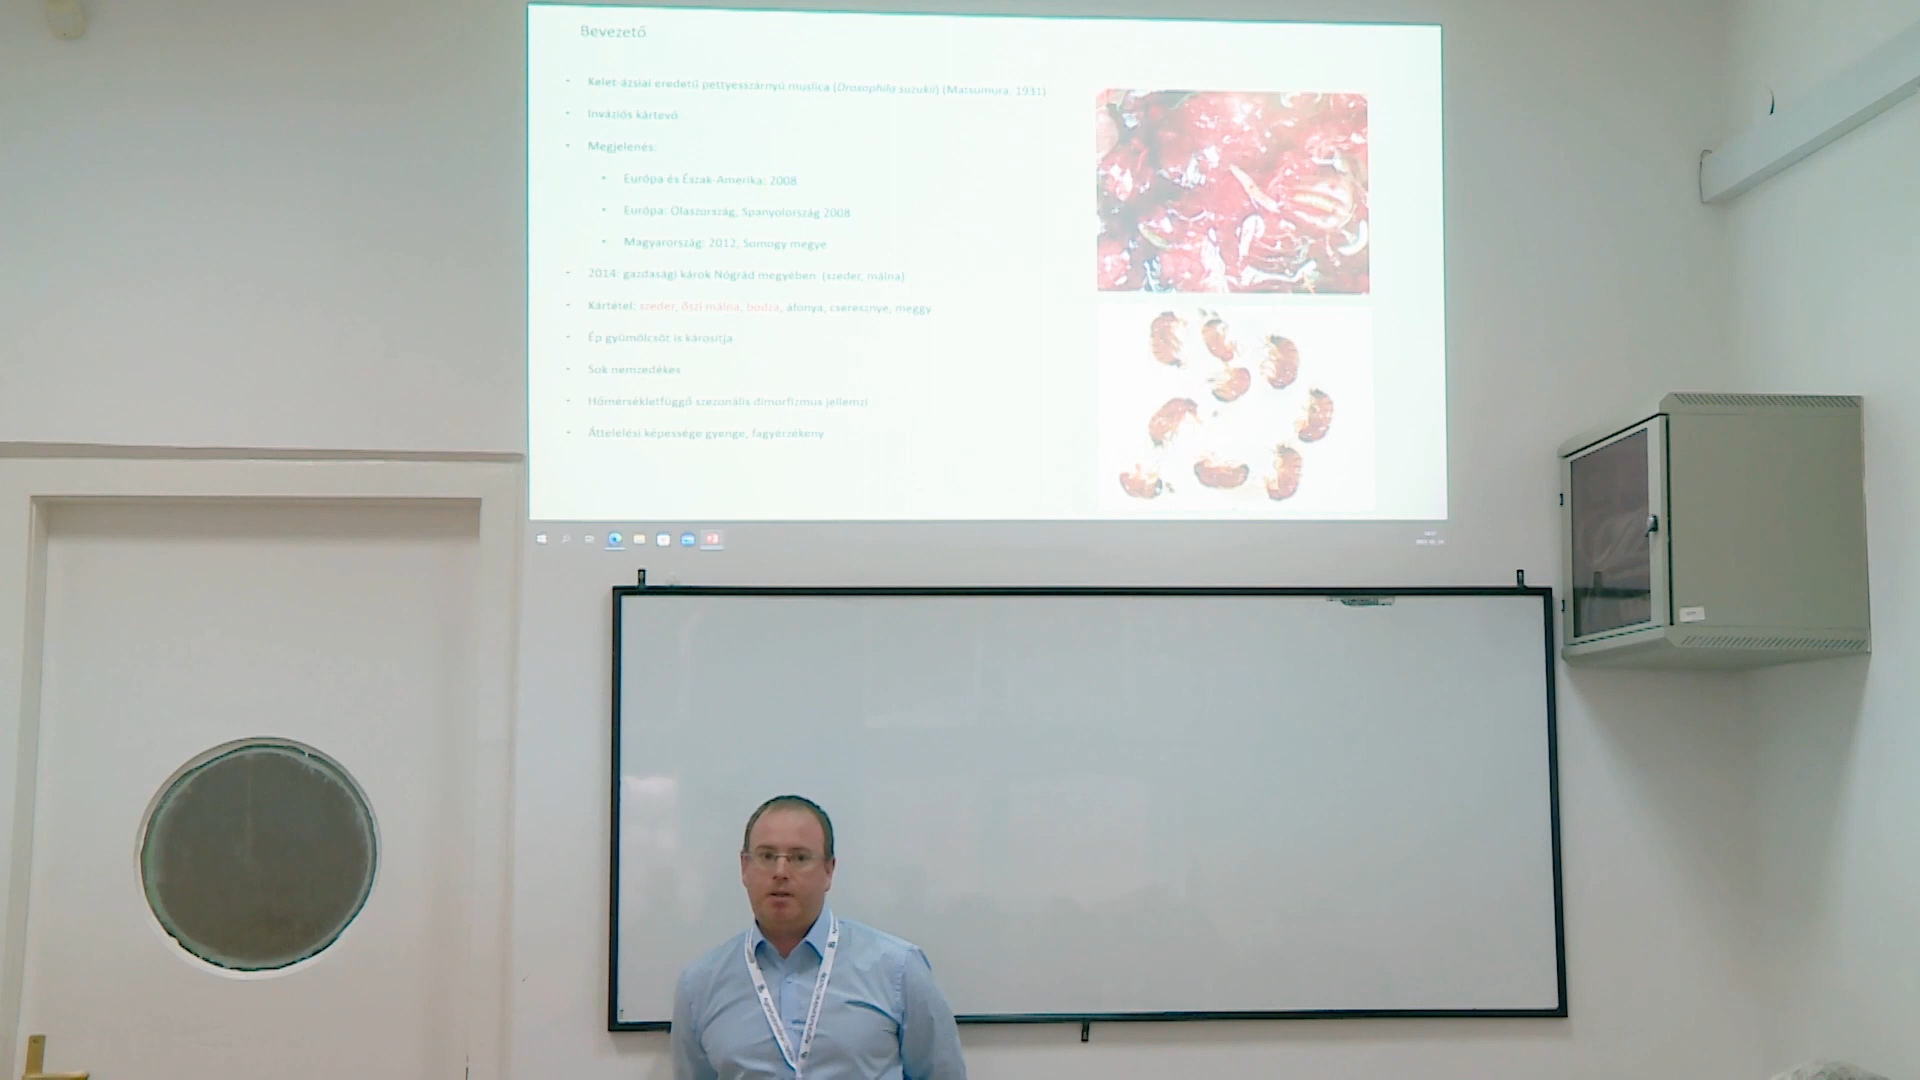 Bevezető
Kelet-ázsiai eredetű pettyesszárnyú muslica (Drosophila suzukii) (Matsumura, 1931)
Inváziós kártevő
Megjelenés:
Európa és Észak-Amerika: 2008
Európa: Olaszország, Spanyolország 2008
Magyarország: 2012, Somogy megye
2014: gazdasági károk Nógrád megyében (szeder, málna)
Kártétel: szeder, őszi málna, bodza, áfonya, cseresznye, meggy
Ép gyümölcsöt is károsítja
Sok nemzedékes
Hőmérsékletfüggő szezonális dimorfizmus jellemzi
Áttelelési képessége gyenge, fagyérzékeny